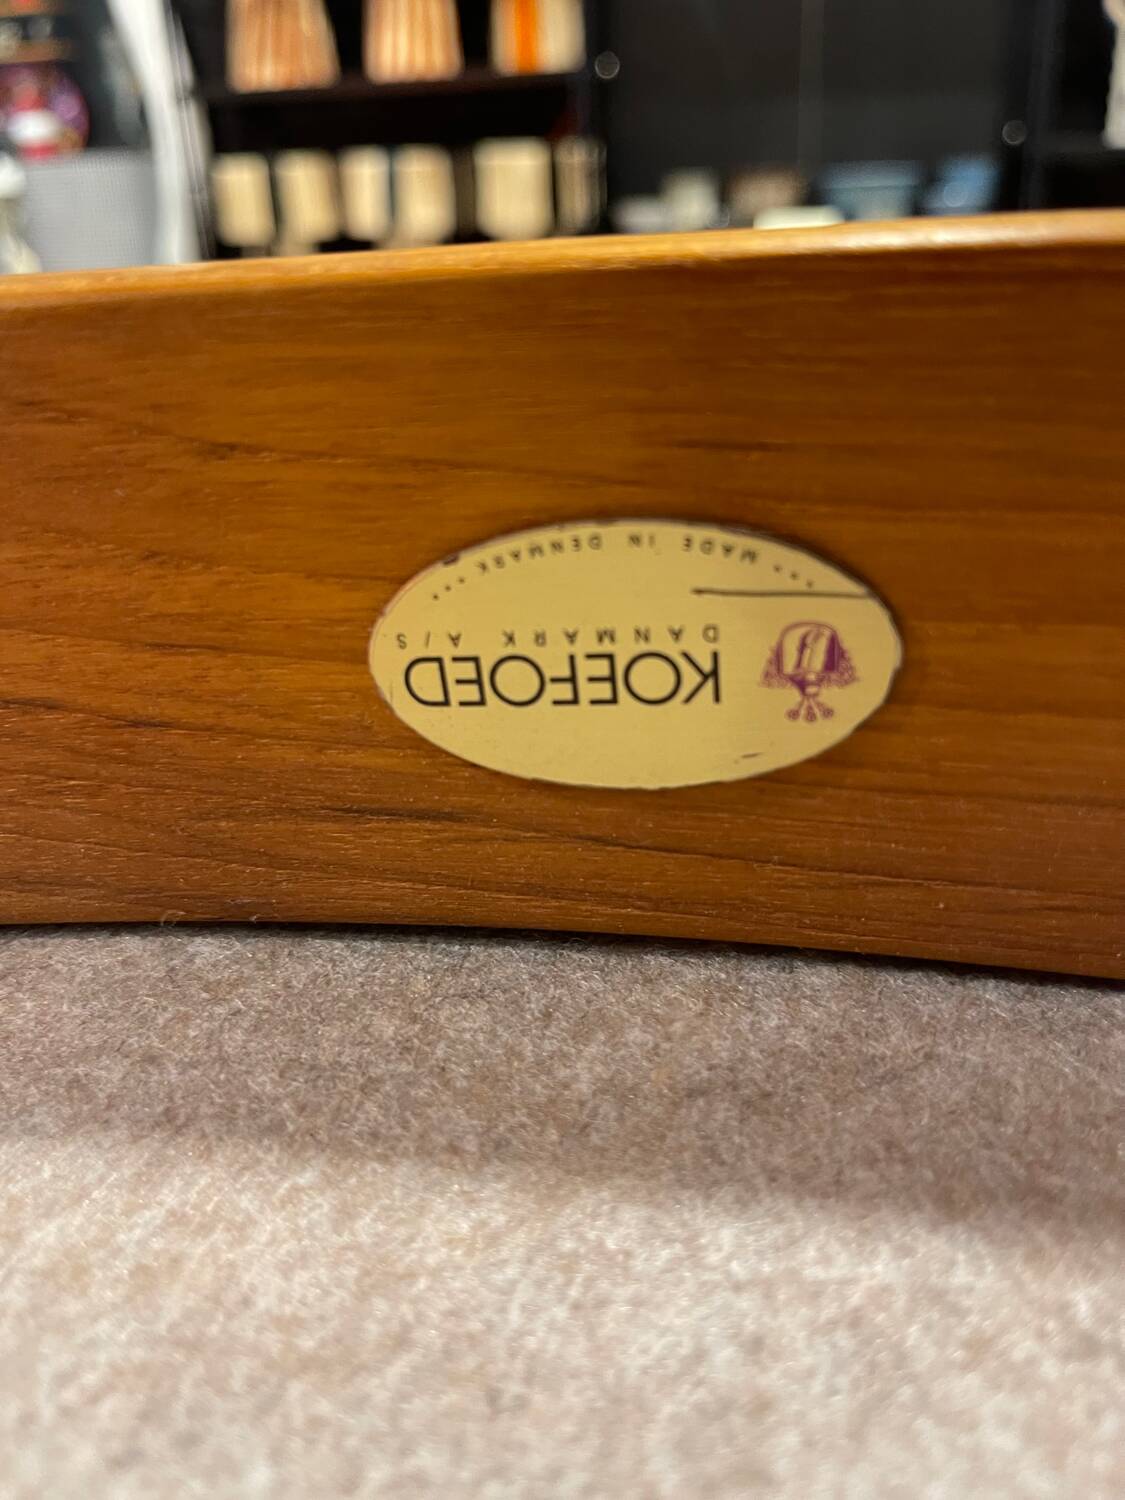 KOEFOED
DANMARK A/S
... MADE IN DENMARK ...